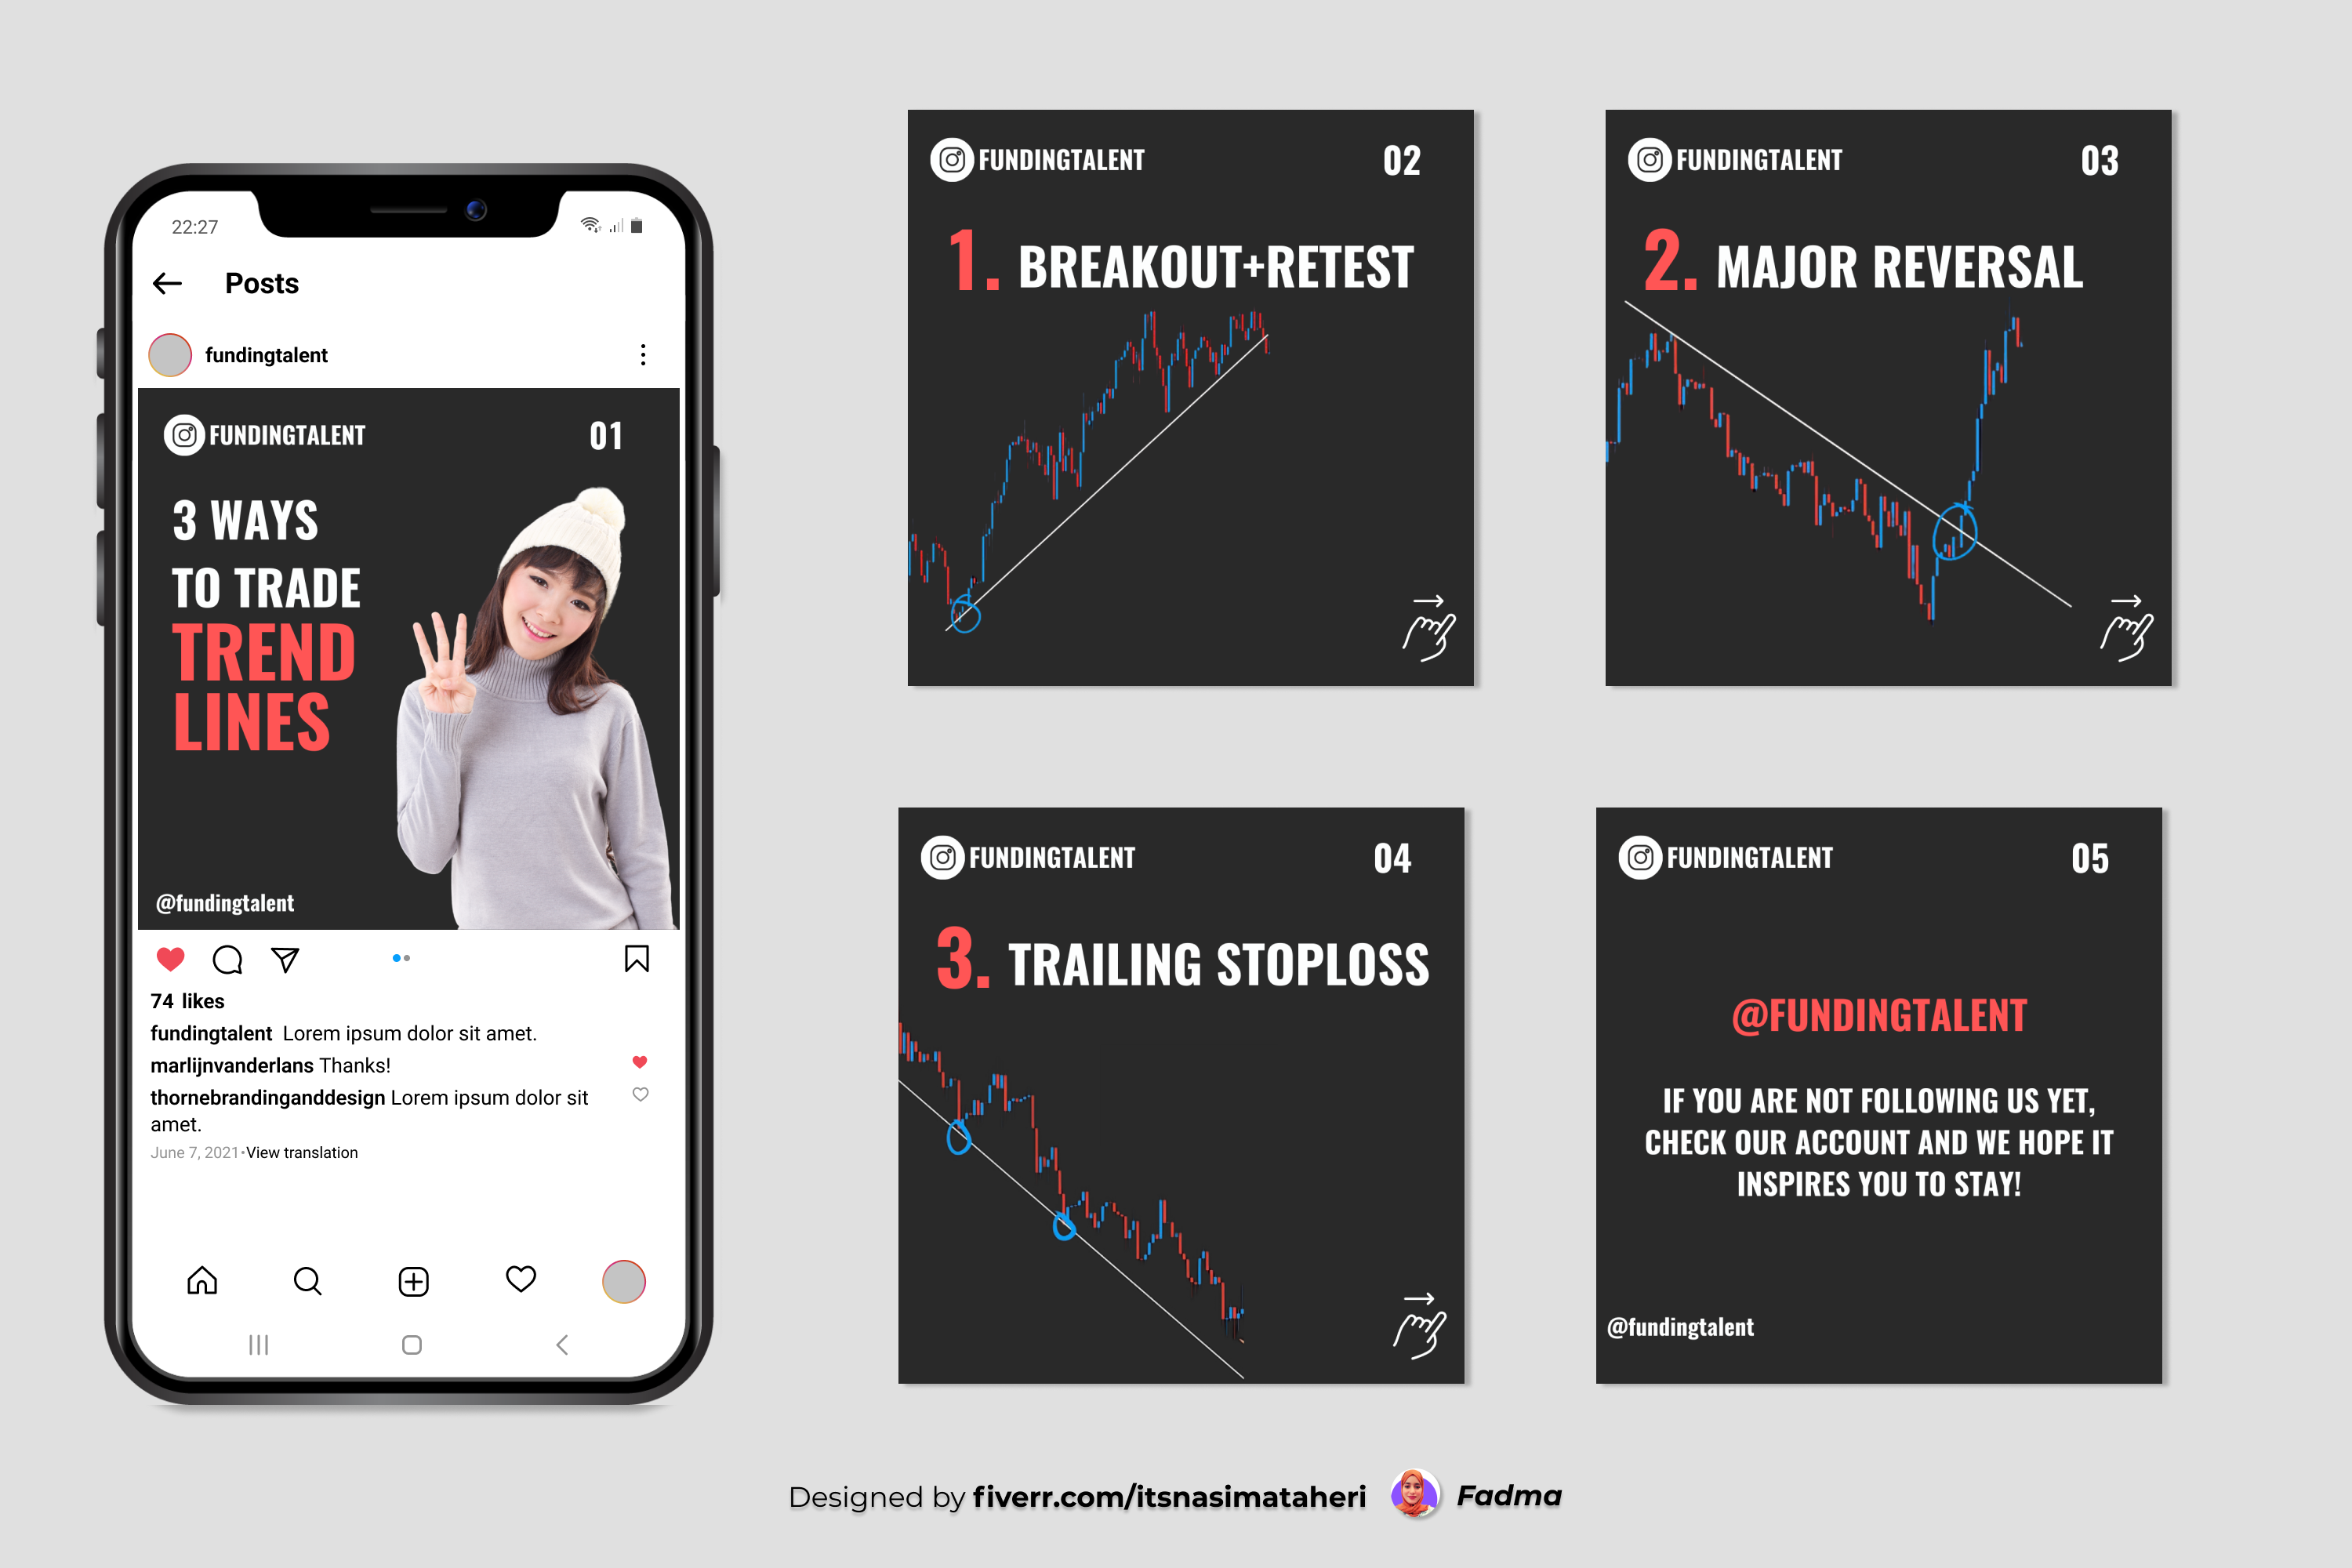 22:27
Posts
fundingtalent
FUNDINGTALENT
01
3 WAYS
TO TRADE
TREND
LINES
@fundingtalent
74 likes
fundingtalent Lorem ipsum dolor sit amet.
marlijnvanderlans Thanks!
thornebrandinganddesign Lorem ipsum dolor sit
amet.
June 7, 2021•View translation
FUNDINGTALENT
02
1. BREAKOUT+RETEST
FUNDINGTALENT
03
2. MAJOR REVERSAL
FUNDINGTALENT
04
3. TRAILING STOPLOSS
FUNDINGTALENT
05
@FUNDINGTALENT
IF YOU ARE NOT FOLLOWING US YET,
CHECK OUR ACCOUNT AND WE HOPE IT
INSPIRES YOU TO STAY!
@fundingtalent
Designed by fiverr.com/itsnasimataheri Fadma